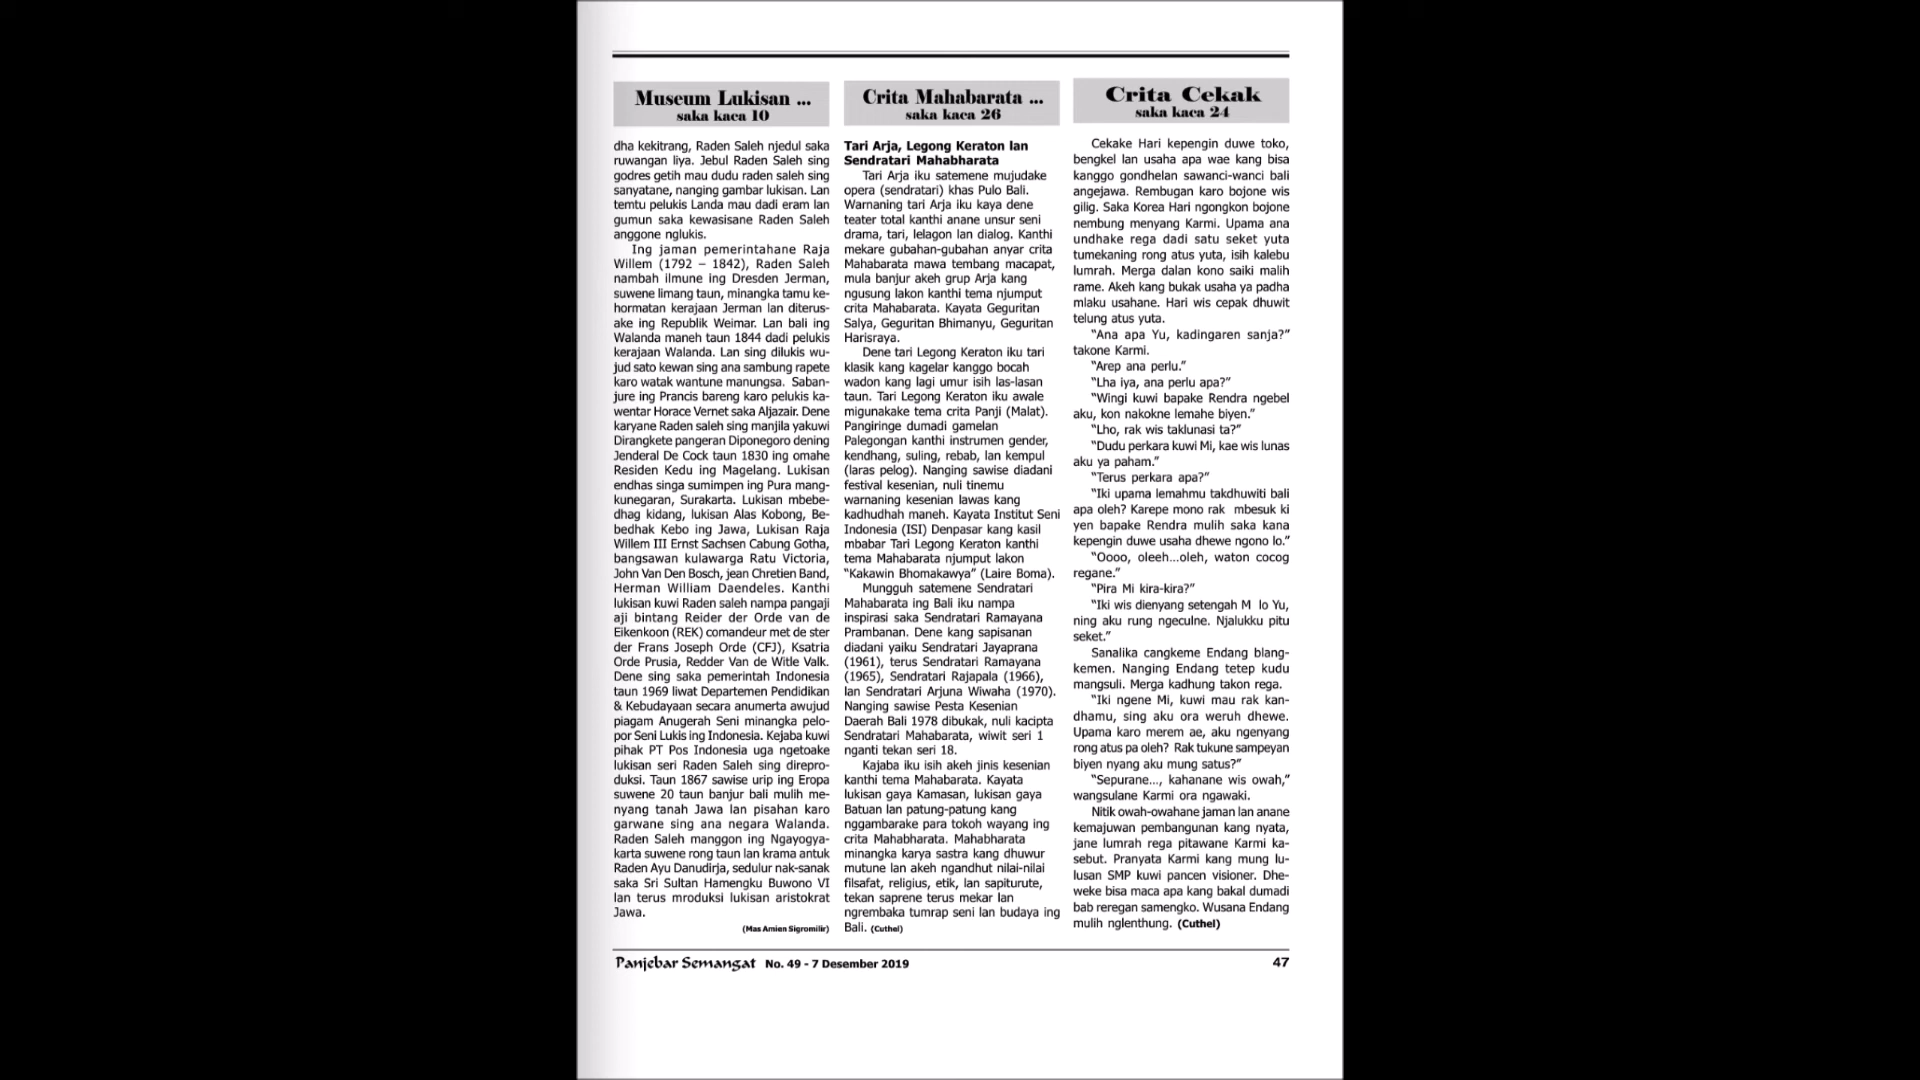 Museum Lukisan ...
saka kaca 10
dha kekitrang, Raden Saleh njedul saka
ruwangan liya. Jebul Raden Saleh sing
godres getih mau dudu raden saleh sing
sanyatane, nanging gambar lukisan. Lan
temtu pelukis Landa mau dadi eram lan
gumun saka kewasisane Raden Saleh
anggone nglukis.
Ing jaman pemerintahane Raja
Willem (1792 – 1842), Raden Saleh
nambah ilmune ing Dresden Jerman,
suwene limang taun, minangka tamu ke-
hormatan kerajaan Jerman lan diterus-
ake ing Republik Weimar. Lan bali ing
Walanda maneh taun 1844 dadi pelukis
kerajaan Walanda. Lan sing dilukis wu-
jud sato kewan sing ana sambung rapete
karo watak wantune manungsa. Saban-
jure ing Prancis bareng karo pelukis ka-
wentar Horace Vernet saka Aljazair. Dene
karyane Raden saleh sing manjila yakuwi
Dirangkete pangeran Diponegoro dening
Jenderal De Cock taun 1830 ing omahe
Residen Kedu ing Magelang. Lukisan
endhas singa sumimpen ing Pura mang-
kunegaran, Surakarta. Lukisan mbebe-
dhag kidang, lukisan Alas Kobong, Be-
bedhak Kebo ing Jawa, Lukisan Raja
Willem III Ernst Sachsen Cabung Gotha,
bangsawan kulawarga Ratu Victoria,
John Van Den Bosch, jean Chretien Band,
Herman William Daendeles. Kanthi
lukisan kuwi Raden saleh nampa pangaji
aji bintang Reider der Orde van de
Eikenkoon (REK) comandeur met de ster
der Frans Joseph Orde (CFJ), Ksatria
Orde Prusia, Redder Van de Witle Valk.
Dene sing saka pemerintah Indonesia
taun 1969 liwat Departemen Pendidikan
& Kebudayaan secara anumerta awujud
piagam Anugerah Seni minangka pelo-
por Seni Lukis ing Indonesia. Kejaba kuwi
pihak PT Pos Indonesia uga ngetoake
lukisan seri Raden Saleh sing direpro-
duksi. Taun 1867 sawise urip ing Eropa
suwene 20 taun banjur bali mulih me-
nyang tanah Jawa lan pisahan karo
garwane sing ana negara Walanda.
Raden Saleh manggon ing Ngayogya-
karta suwene rong taun lan krama antuk
Raden Ayu Danudirja, sedulur nak-sanak
saka Sri Sultan Hamengku Buwono VI
lan terus mroduksi lukisan aristokrat
Jawa.
(Mas Amien Sigromilir)
Crita Mahabarata ...
saka kaca 26
Tari Arja, Legong Keraton lan
Sendratari Mahabharata
Tari Arja iku satemene mujudake
opera (sendratari) khas Pulo Bali.
Warnaning tari Arja iku kaya dene
teater total kanthi anane unsur seni
drama, tari, lelagon lan dialog. Kanthi
mekare gubahan-gubahan anyar crita
Mahabarata mawa tembang macapat,
mula banjur akeh grup Arja kang
ngusung lakon kanthi tema njumput
crita Mahabarata. Kayata Geguritan
Salya, Geguritan Bhimanyu, Geguritan
Harisraya.
Dene tari Legong Keraton iku tari
klasik kang kagelar kanggo bocah
wadon kang lagi umur isih las-lasan
taun. Tari Legong Keraton iku awale
migunakake tema crita Panji (Malat).
Pangiringe dumadi gamelan
Palegongan kanthi instrumen gender,
kendhang, suling, rebab, lan kempul
(laras pelog). Nanging sawise diadani
festival kesenian, nuli tinemu
warnaning kesenian lawas kang
kadhudhah maneh. Kayata Institut Seni
Indonesia (ISI) Denpasar kang kasil
mbabar Tari Legong Keraton kanthi
tema Mahabarata njumput lakon
“Kakawin Bhomakawya” (Laire Boma).
Mungguh satemene Sendratari
Mahabarata ing Bali iku nampa
inspirasi saka Sendratari Ramayana
Prambanan. Dene kang sapisanan
diadani yaiku Sendratari Jayaprana
(1961), terus Sendratari Ramayana
(1965), Sendratari Rajapala (1966),
lan Sendratari Arjuna Wiwaha (1970).
Nanging sawise Pesta Kesenian
Daerah Bali 1978 dibukak, nuli kacipta
Sendratari Mahabarata, wiwit seri 1
nganti tekan seri 18.
Kajaba iku isih akeh jinis kesenian
kanthi tema Mahabarata. Kayata
lukisan gaya Kamasan, lukisan gaya
Batuan lan patung-patung kang
nggambarake para tokoh wayang ing
crita Mahabharata. Mahabharata
minangka karya sastra kang dhuwur
mutune lan akeh ngandhut nilai-nilai
filsafat, religius, etik, lan sapiturute,
tekan saprene terus mekar lan
ngrembaka tumrap seni lan budaya ing
Bali. (Cuthel)
Crita Cekak
saka kaca 24
Cekake Hari kepengin duwe toko,
bengkel lan usaha apa wae kang bisa
kanggo gondhelan sawanci-wanci bali
angejawa. Rembugan karo bojone wis
gilig. Saka Korea Hari ngongkon bojone
nembung menyang Karmi. Upama ana
undhake rega dadi satu seket yuta
tumekaning rong atus yuta, isih kalebu
lumrah. Merga dalan kono saiki malih
rame. Akeh kang bukak usaha ya padha
mlaku usahane. Hari wis cepak dhuwit
telung atus yuta.
“Ana apa Yu, kadingaren sanja?”
takone Karmi.
“Arep ana perlu.”
“Lha iya, ana perlu apa?”
“Wingi kuwi bapake Rendra ngebel
aku, kon nakokne lemahe biyen.”
“Lho, rak wis taklunasi ta?”
“Dudu perkara kuwi Mi, kae wis lunas
aku ya paham.”
“Terus perkara apa?”
“Iki upama lemahmu takdhuwiti bali
apa oleh? Karepe mono rak mbesuk ki
yen bapake Rendra mulih saka kana
kepengin duwe usaha dhewe ngono lo.”
“Oooo, oleeh...oleh, waton cocog
regane.”
“Pira Mi kira-kira?”
“Iki wis dienyang setengah M lo Yu,
ning aku rung ngeculne. Njalukku pitu
seket.”
Sanalika cangkeme Endang blang-
kemen. Nanging Endang tetep kudu
mangsuli. Merga kadhung takon rega.
“Iki ngene Mi, kuwi mau rak kan-
dhamu, sing aku ora weruh dhewe.
Upama karo merem ae, aku ngenyang
rong atus pa oleh? Rak tukune sampeyan
biyen nyang aku mung satus?”
“Sepurane..., kahanane wis owah,”
wangsulane Karmi ora ngawaki.
Nitik owah-owahane jaman lan anane
kemajuwan pembangunan kang nyata,
jane lumrah rega pitawane Karmi ka-
sebut. Pranyata Karmi kang mung lu-
lusan SMP kuwi pancen visioner. Dhe-
weke bisa maca apa kang bakal dumadi
bab reregan samengko. Wusana Endang
mulih nglenthung. (Cuthel)
Panjebar Semangat No. 49 - 7 Desember 2019
47